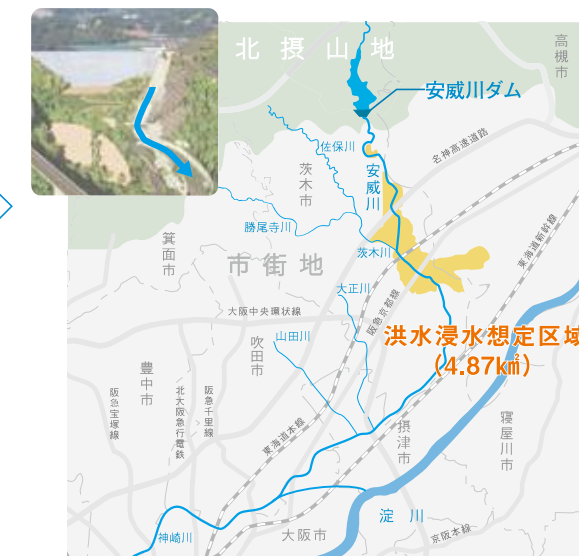 北摂山地
高槻市
安威川ダム
名神高速道路
佐保川
茨木市
安威川
勝尾寺川
茨木川
箕面市
市街地
東海道新幹線
大正川
阪急京都線
大阪中央環状線
山田川
吹田市
洪水浸水想定区域
(4.87k㎡)
豊中市
阪急宝塚線
北大阪急行電鉄
阪急千里線
東海道本線
摂津市
寝屋川市
淀川
神崎川
大阪市
京阪本線